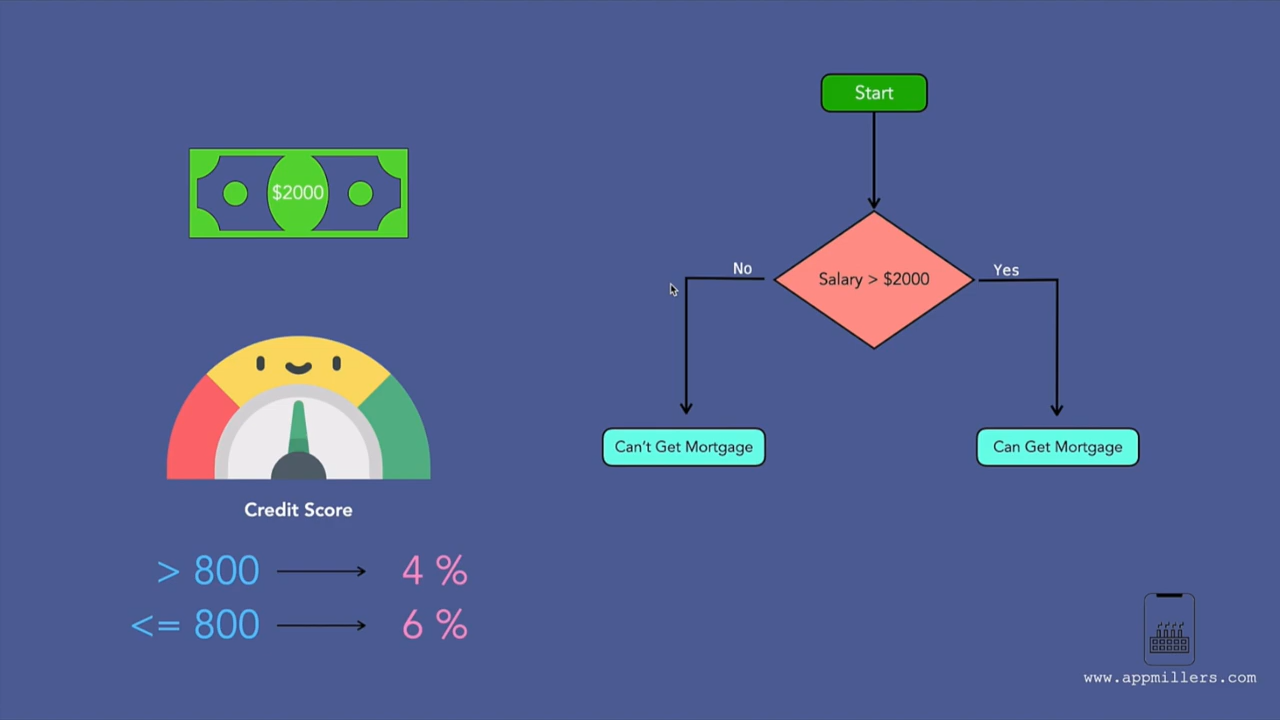 $2000
Credit Score
> 800 4 %
<= 800 6 %
Start
Salary > $2000
No
Yes
Can't Get Mortgage
Can Get Mortgage
www.appmillers.com